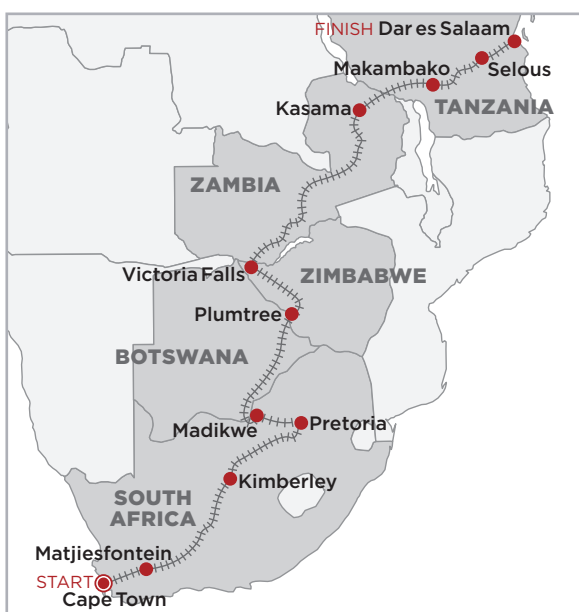 FINISH Dar es Salaam
Makambako
Selous
Kasama
TANZANIA
ZAMBIA
Victoria Falls
ZIMBABWE
Plumtree
BOTSWANA
Madikwe
Pretoria
Kimberley
SOUTH
AFRICA
Matjiesfontein
START
Cape Town